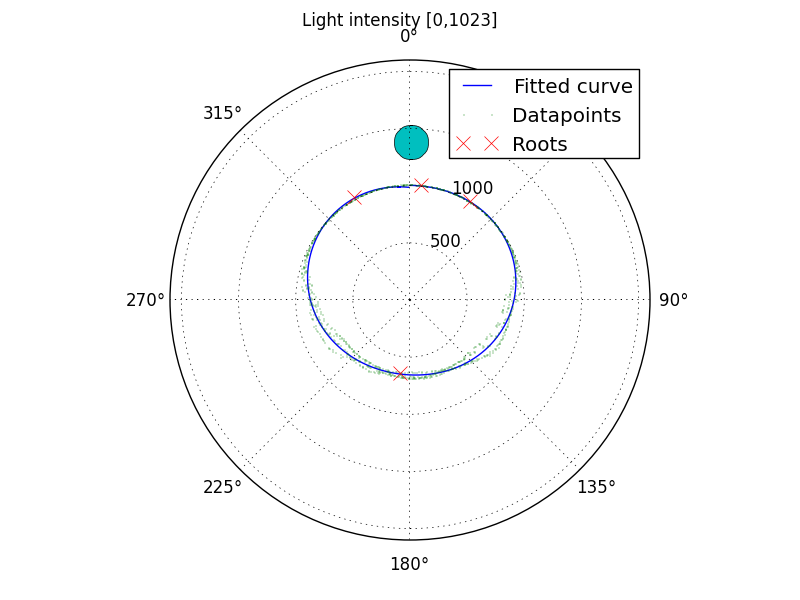 Light intensity [0,1023]
0°
Fitted curve
Datapoints
Roots
315°
1000
500
270°
90°
225°
135°
180°